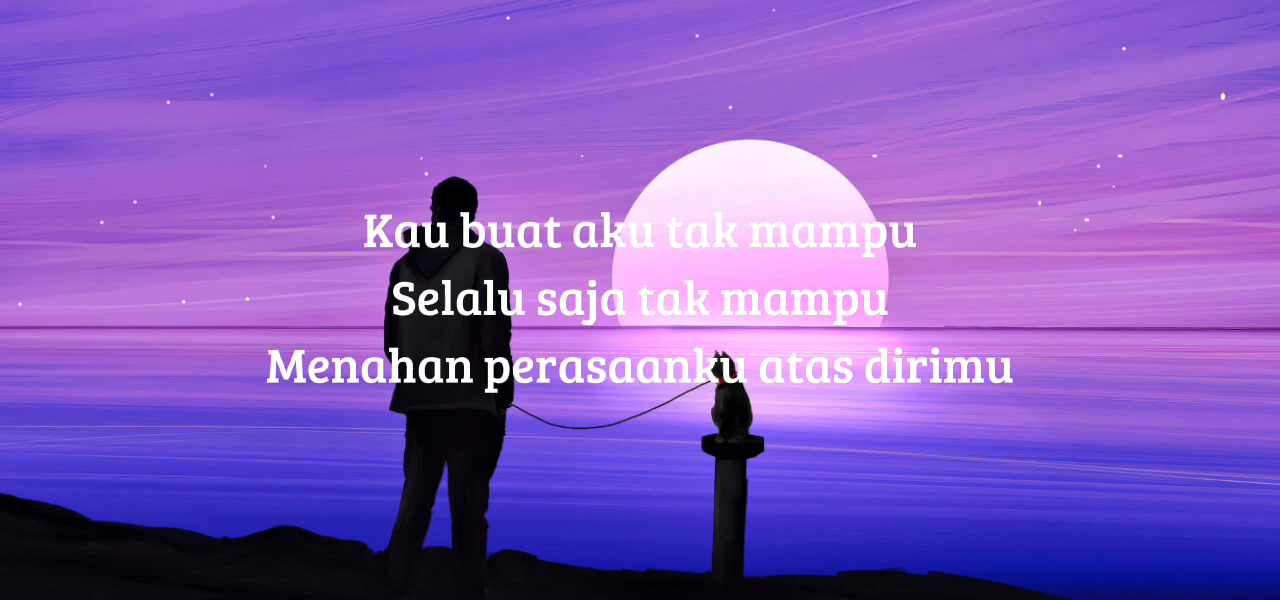 Kau buat aku tak mampu
Selalu saja tak mampu
Menahan perasaanku atas dirimu